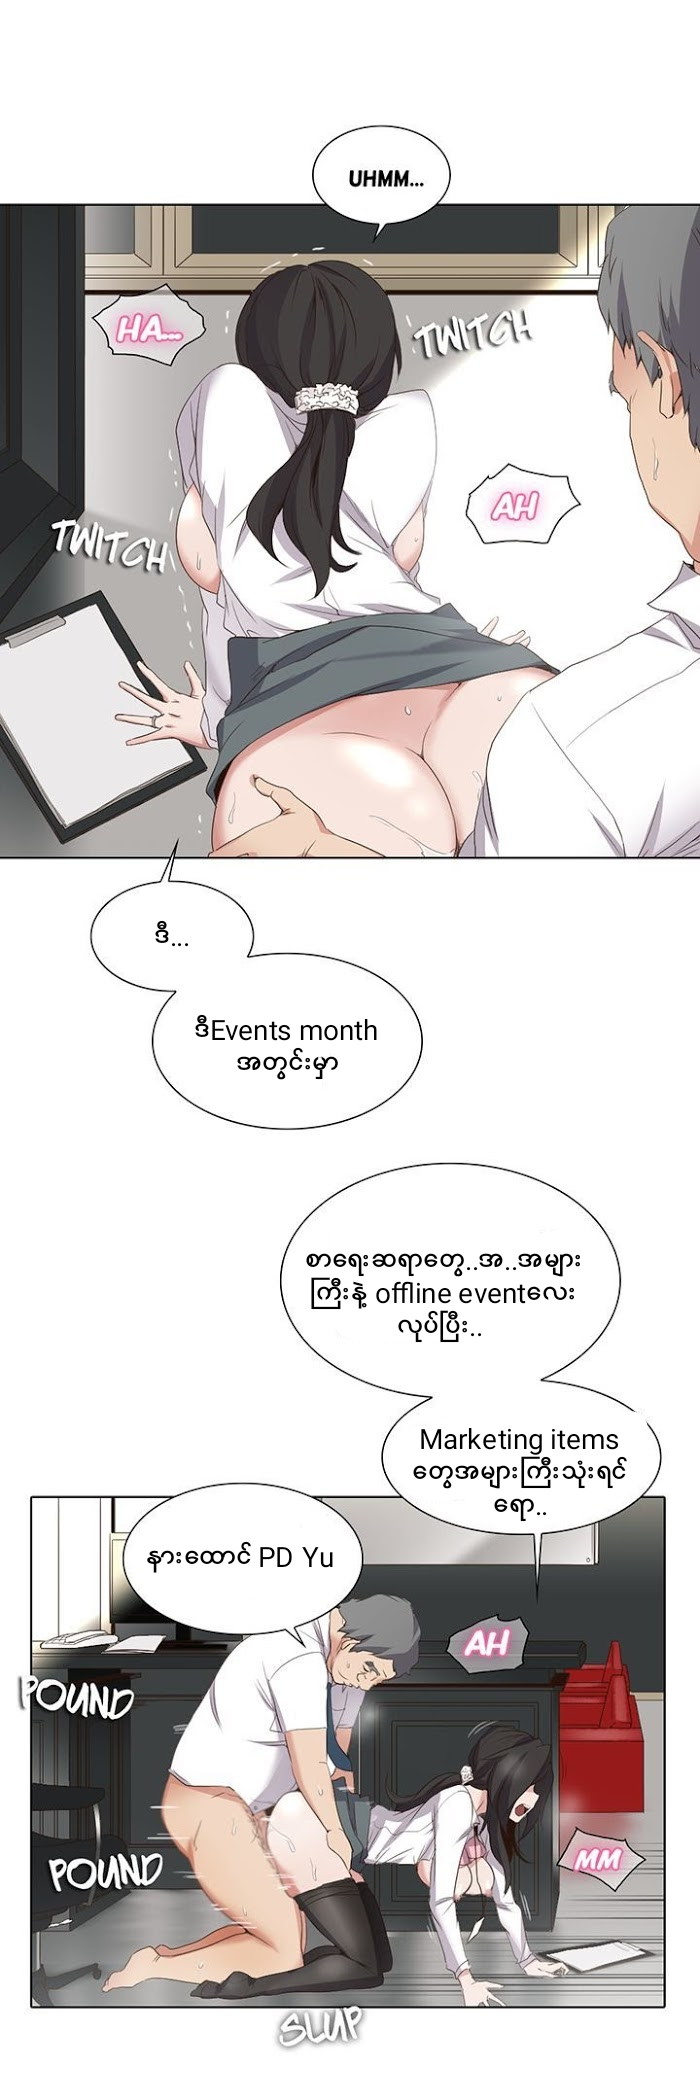 UHMM...
HA...
TWITCH
AH
TWITCH
ဒီ...
ဒီEvents month
အတွင်းမှာ
စာရေးဆရာတွေ..အ..အများ
ကြီးနဲ့ offline eventလေး
လုပ်ပြီး..
Marketing items
တွေအများကြီးသုံးရင်
ရော..
နားထောင် PD Yu
AH
POUND
MM
POUND
SLUP